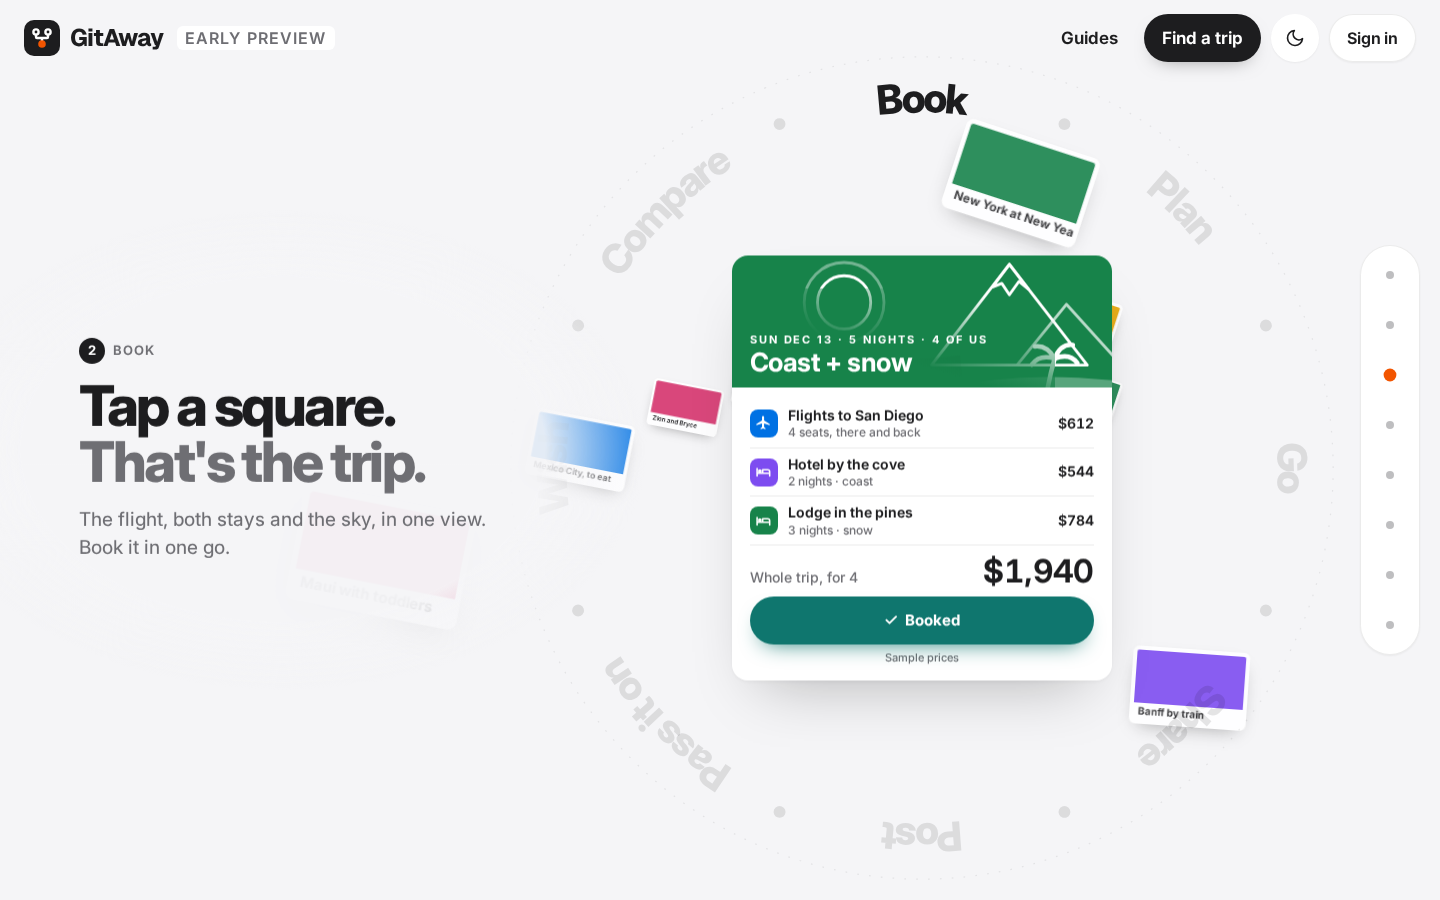 GitAway
EARLY PREVIEW
Guides
Find a trip
Sign in
Book
Compare
Plan
New York at New Yea
2
BOOK
Tap a square.
That's the trip.
The flight, both stays and the sky, in one view.
Book it in one go.
Zion and Bryce
Mexico City, to eat
Maui with toddlers
SUN DEC 13 · 5 NIGHTS · 4 OF US
Coast + snow
Flights to San Diego
4 seats, there and back
$612
Hotel by the cove
2 nights · coast
$544
Lodge in the pines
3 nights · snow
$784
Whole trip, for 4
$1,940
Booked
Sample prices
Go
Banff by train
Share
Pass it on
Post